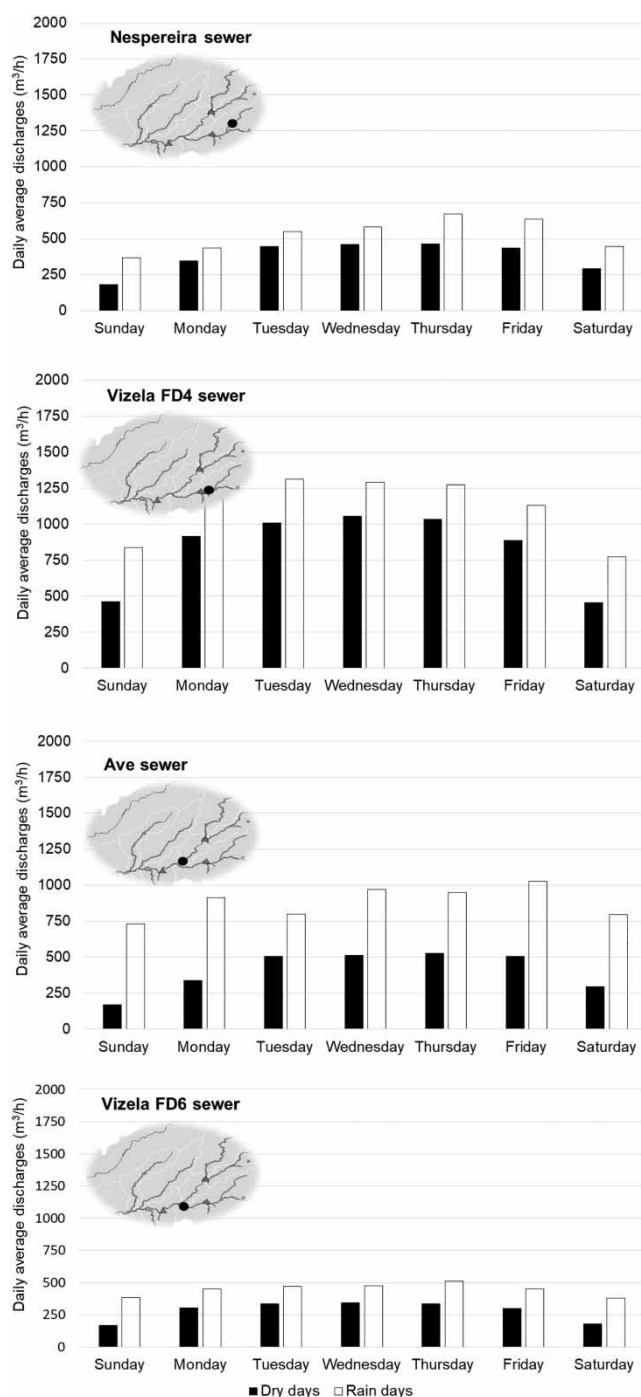 Nespereira sewer
Daily average discharges (m³/h)
2000
1750
1500
1250
1000
750
500
250
0
Sunday Monday Tuesday Wednesday Thursday Friday Saturday
Vizela FD4 sewer
Daily average discharges (m³/h)
2000
1750
1500
1250
1000
750
500
250
0
Sunday Monday Tuesday Wednesday Thursday Friday Saturday
Ave sewer
Daily average discharges (m³/h)
2000
1750
1500
1250
1000
750
500
250
0
Sunday Monday Tuesday Wednesday Thursday Friday Saturday
Vizela FD6 sewer
Daily average discharges (m³/h)
2000
1750
1500
1250
1000
750
500
250
0
Sunday Monday Tuesday Wednesday Thursday Friday Saturday
Dry days Rain days